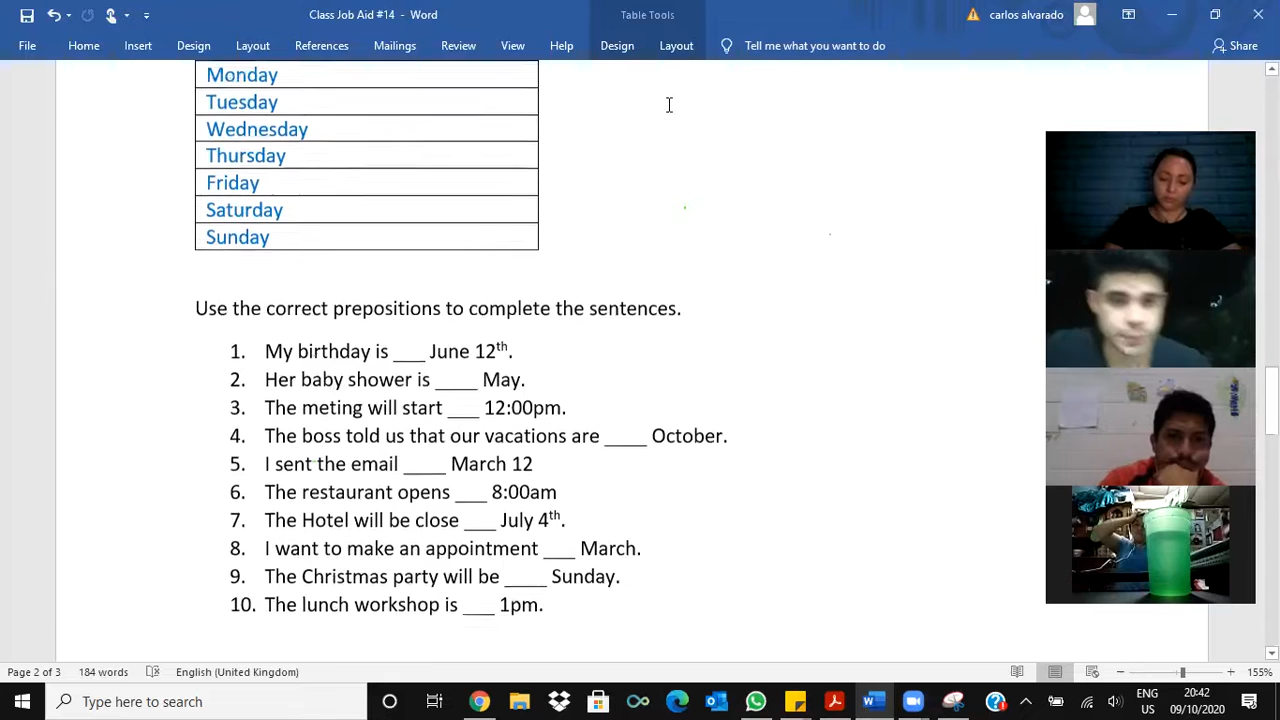 Class Job Aid #14 - Word
Table Tools
carlos alvarado
File Home Insert Design Layout References Mailings Review View Help Design Layout Tell me what you want to do Share
Monday
Tuesday
Wednesday
Thursday
Friday
Saturday
Sunday
Use the correct prepositions to complete the sentences.
1. My birthday is ___ June 12th.
2. Her baby shower is ____ May.
3. The meting will start ___ 12:00pm.
4. The boss told us that our vacations are ____ October.
5. I sent the email ____ March 12
6. The restaurant opens ___ 8:00am
7. The Hotel will be close ___ July 4th.
8. I want to make an appointment ___ March.
9. The Christmas party will be ____ Sunday.
10. The lunch workshop is ___ 1pm.
Page 2 of 3 184 words English (United Kingdom) 155%
Type here to search
ENG 20:42
US 09/10/2020